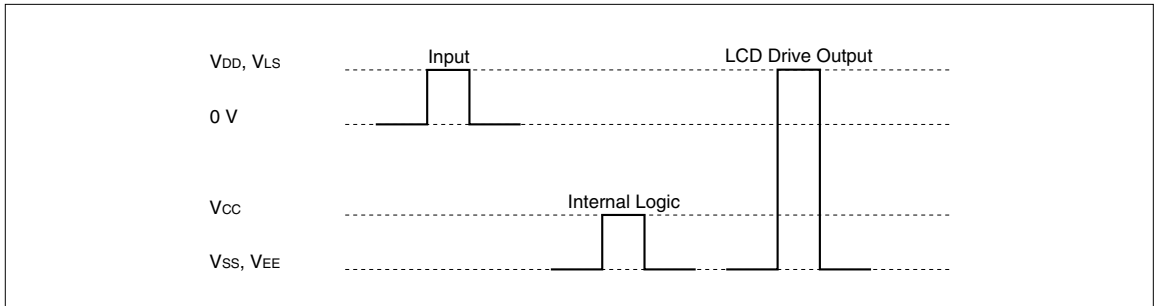 Input
LCD Drive Output
VDD, VLS
0 V
Internal Logic
VCC
VSS, VEE